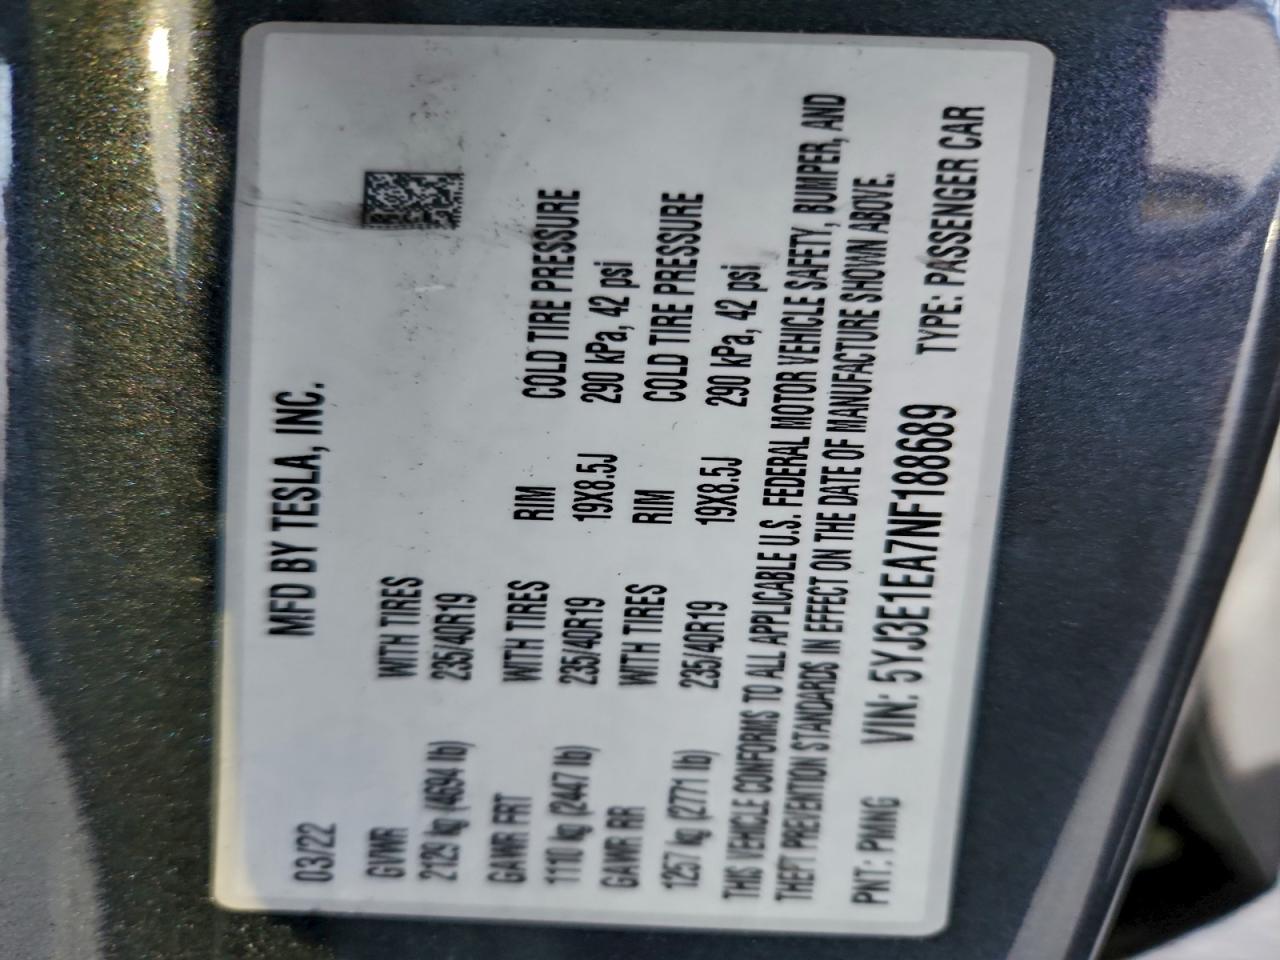 03/22 MFD BY TESLA, INC.
GVWR WITH TIRES
2129 kg (4694 lb) 235/40R19
GAWR FRT WITH TIRES RIM COLD TIRE PRESSURE
1110 kg (2447 lb) 235/40R19 19X8.5J 290 kPa, 42 psi
GAWR RR WITH TIRES RIM COLD TIRE PRESSURE
1257 kg (2771 lb) 235/40R19 19X8.5J 290 kPa, 42 psi
THIS VEHICLE CONFORMS TO ALL APPLICABLE U.S. FEDERAL MOTOR VEHICLE SAFETY, BUMPER, AND
THEFT PREVENTION STANDARDS IN EFFECT ON THE DATE OF MANUFACTURE SHOWN ABOVE.
PNT: PMNG VIN: 5YJ3E1EA7NF188689 TYPE: PASSENGER CAR